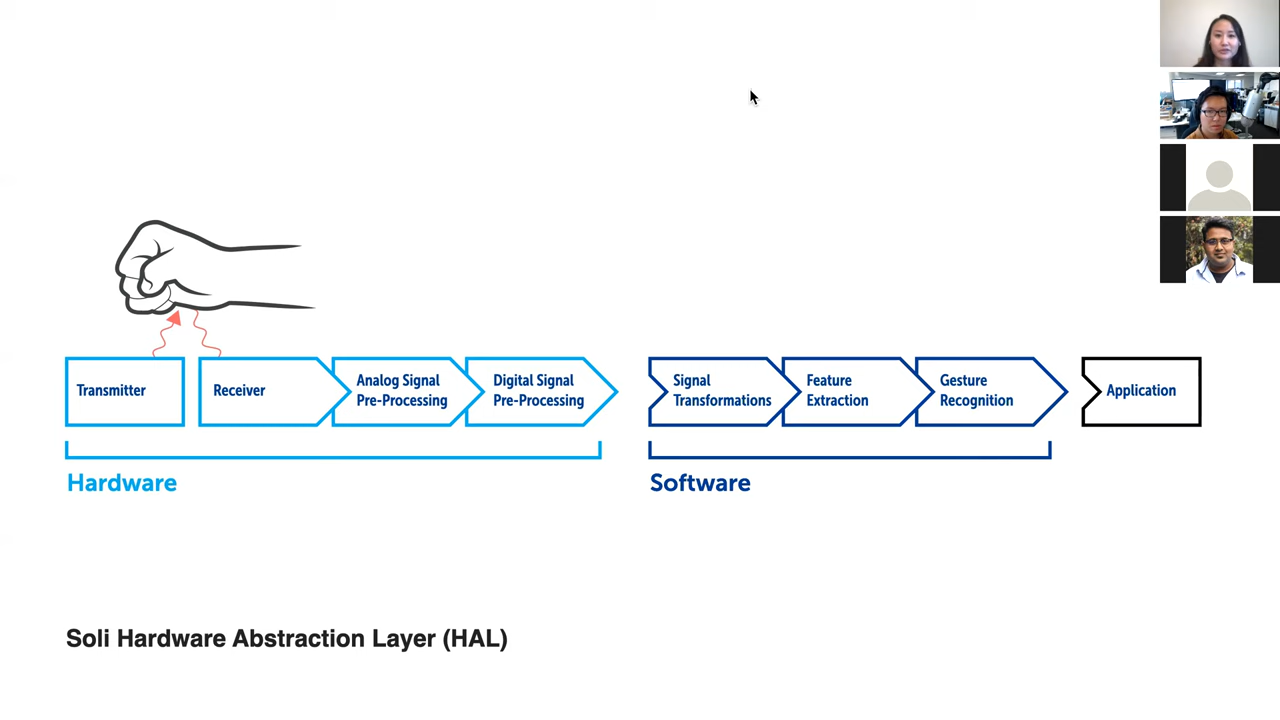 Transmitter
Receiver
Analog Signal
Pre-Processing
Digital Signal
Pre-Processing
Signal
Transformations
Feature
Extraction
Gesture
Recognition
Application
Hardware
Software
Soli Hardware Abstraction Layer (HAL)